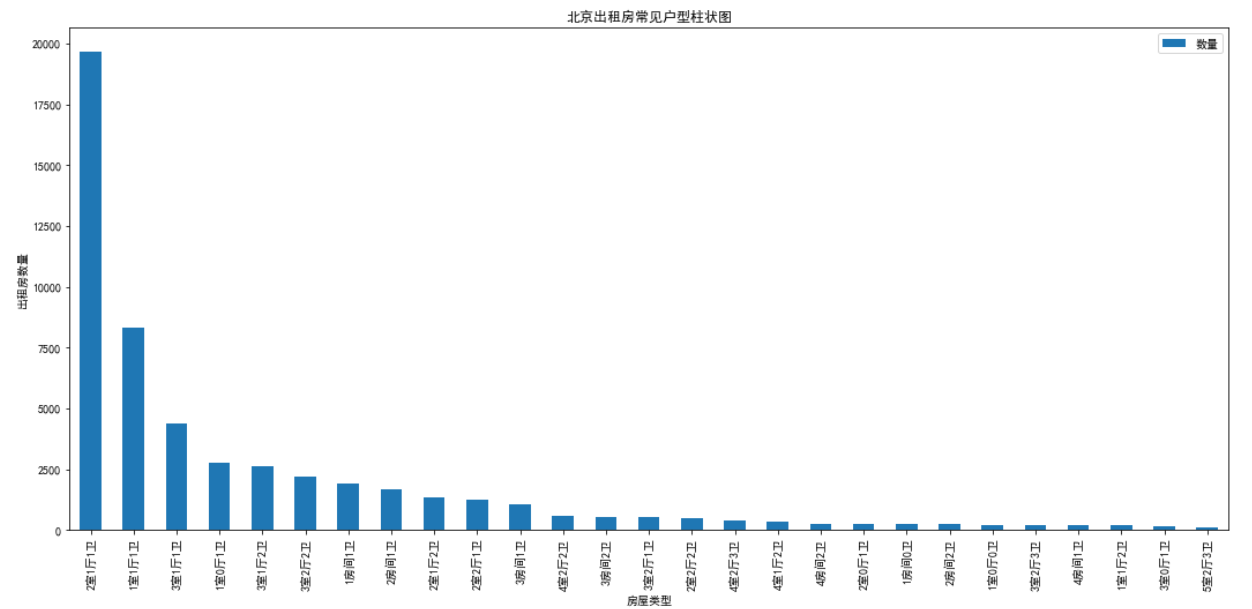 北京出租房常见户型柱状图
数量
出租房数量
20000
17500
15000
12500
10000
7500
5000
2500
0
2室1厅1卫
1室1厅1卫
3室1厅1卫
1室0厅1卫
3室1厅2卫
3室2厅2卫
1房间1卫
2房间1卫
2室1厅2卫
2室2厅1卫
3房间1卫
4室2厅2卫
3房间2卫
3室2厅1卫
2室2厅2卫
4室2厅3卫
4室1厅2卫
4房间2卫
2室0厅1卫
1房间0卫
2房间2卫
1室0厅0卫
3室2厅3卫
4房间1卫
1室1厅2卫
3室0厅1卫
5室2厅3卫
房屋类型